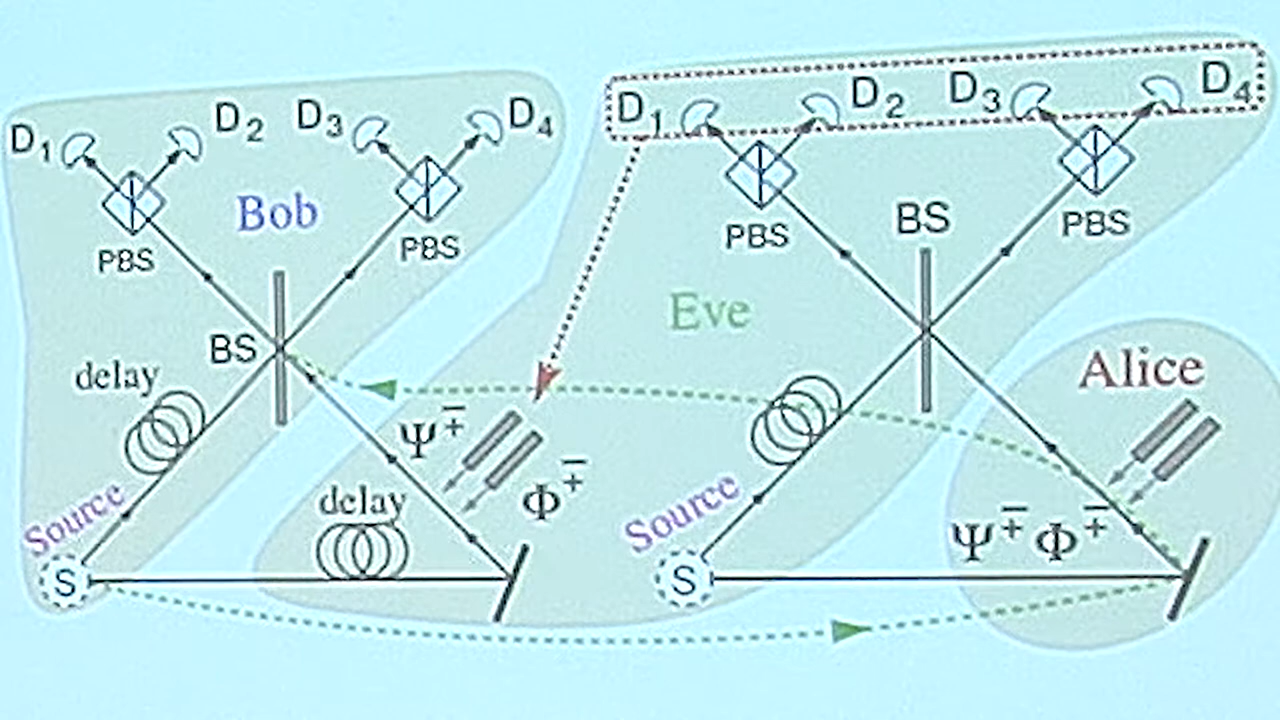 D1 D2 D3 D4
D1 D2 D3 D4
PBS
Bob
PBS
PBS
BS
PBS
BS
Eve
delay
Alice
Ψ∓
Φ∓
delay
Source
Source
Ψ∓ Φ∓
S
S